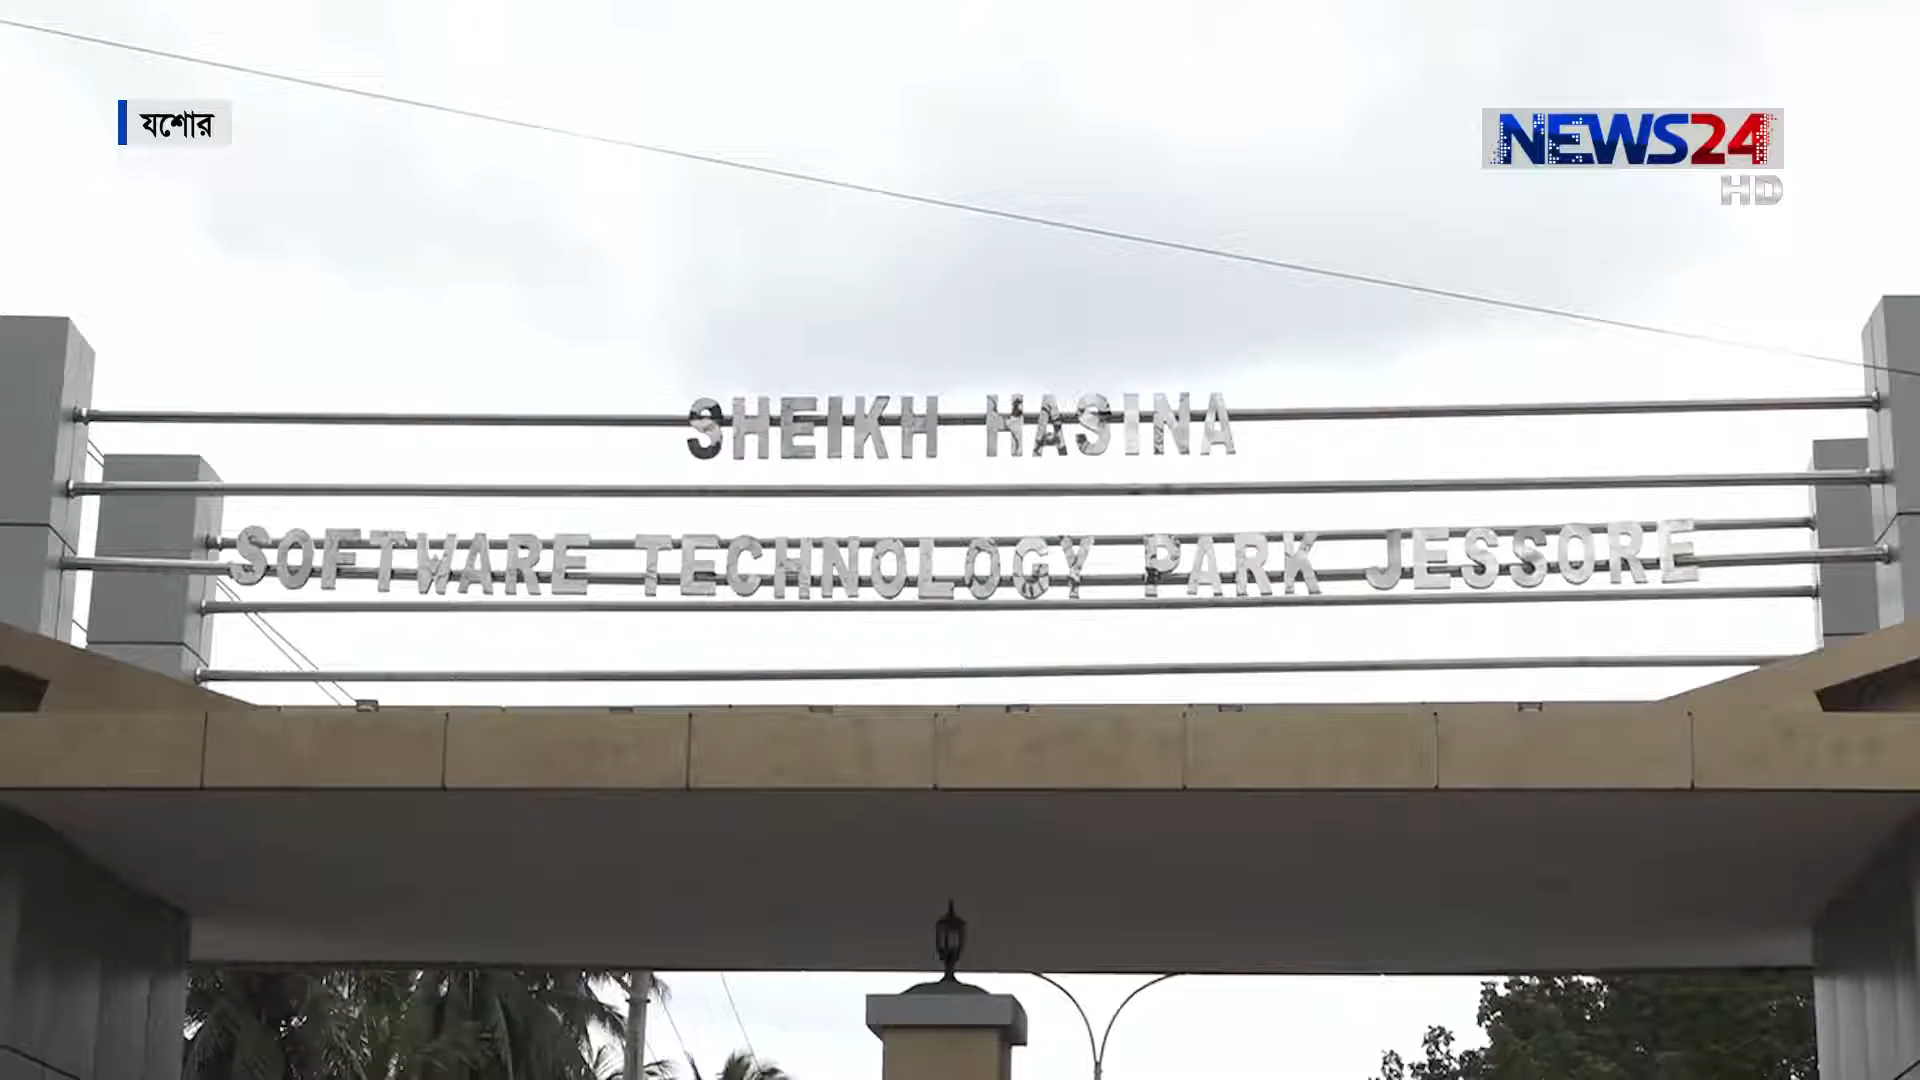 যশোর
NEWS24
HD
SHEIKH HASINA
SOFTWARE TECHNOLOGY PARK JESSORE